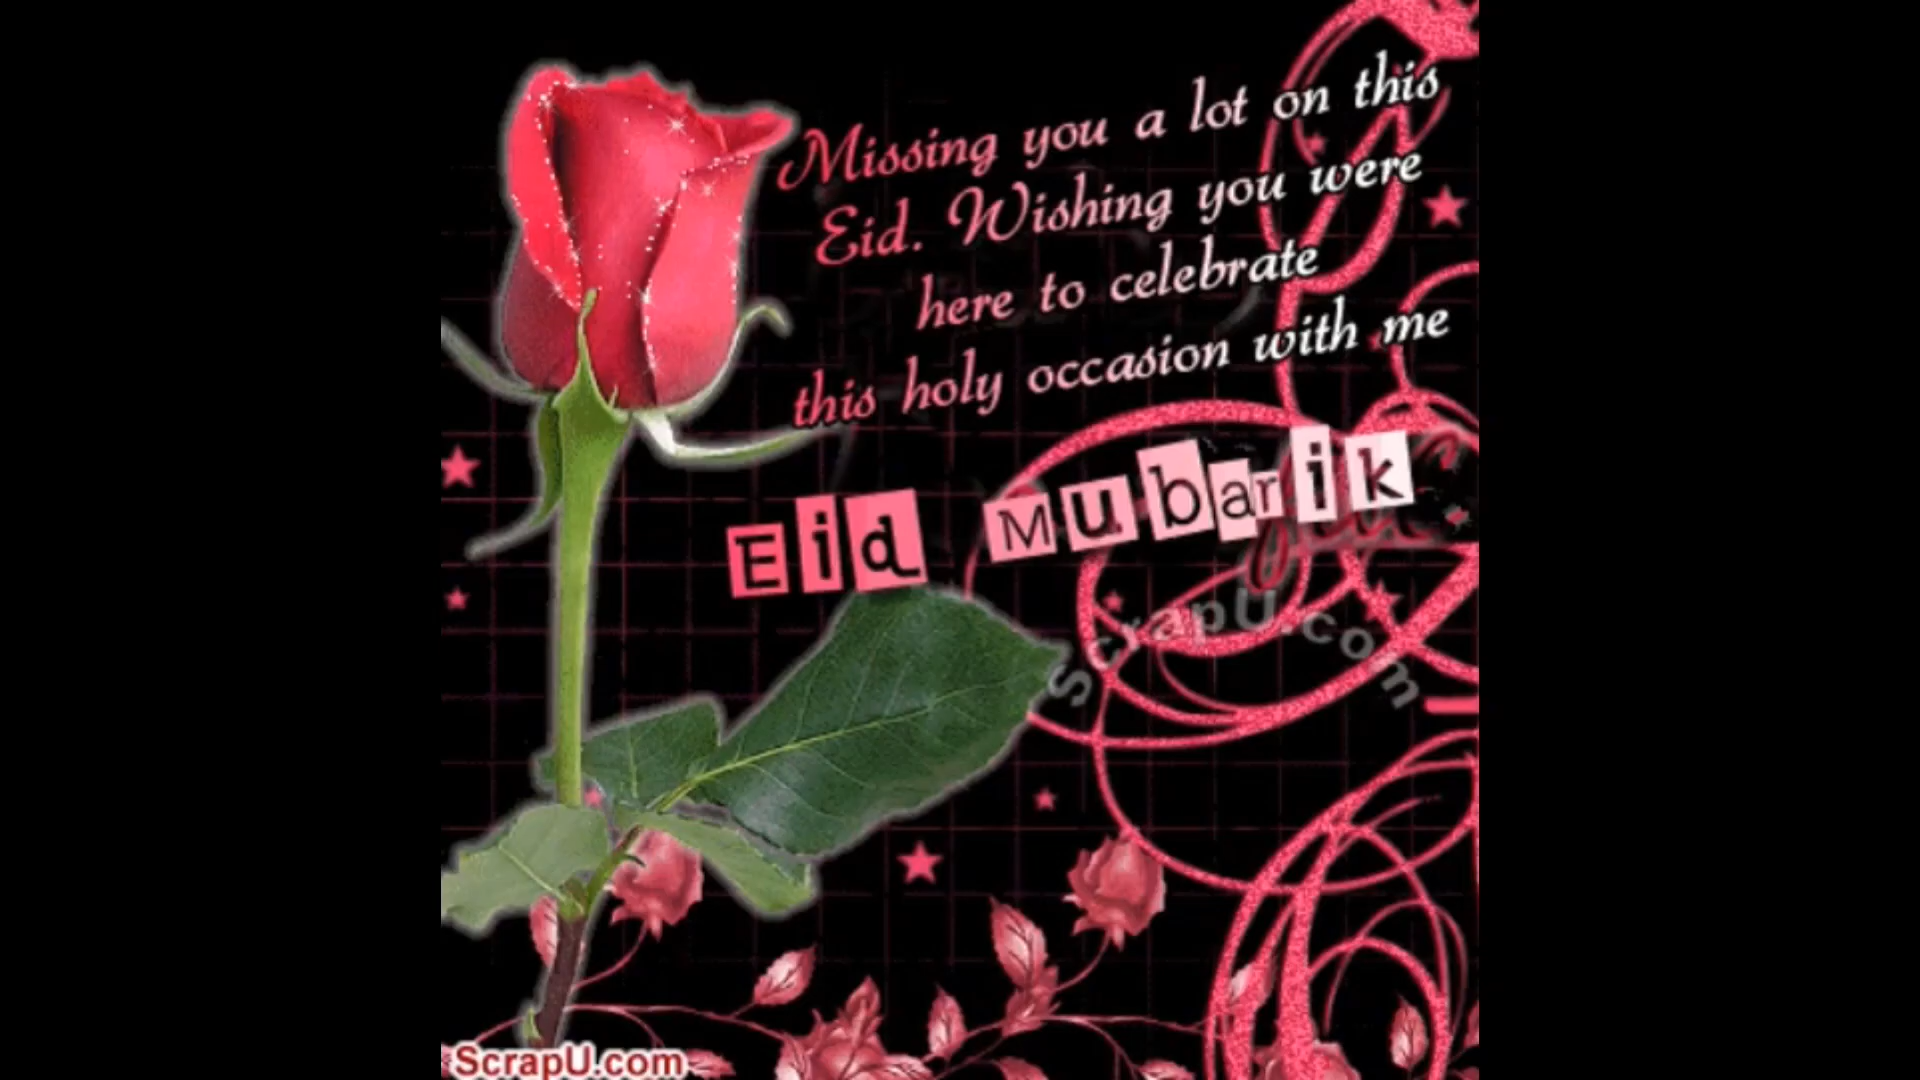 Missing you a lot on this
Eid. Wishing you were
here to celebrate
this holy occasion with me
Eid Mubarik
ScrapU.com
ScrapU.com